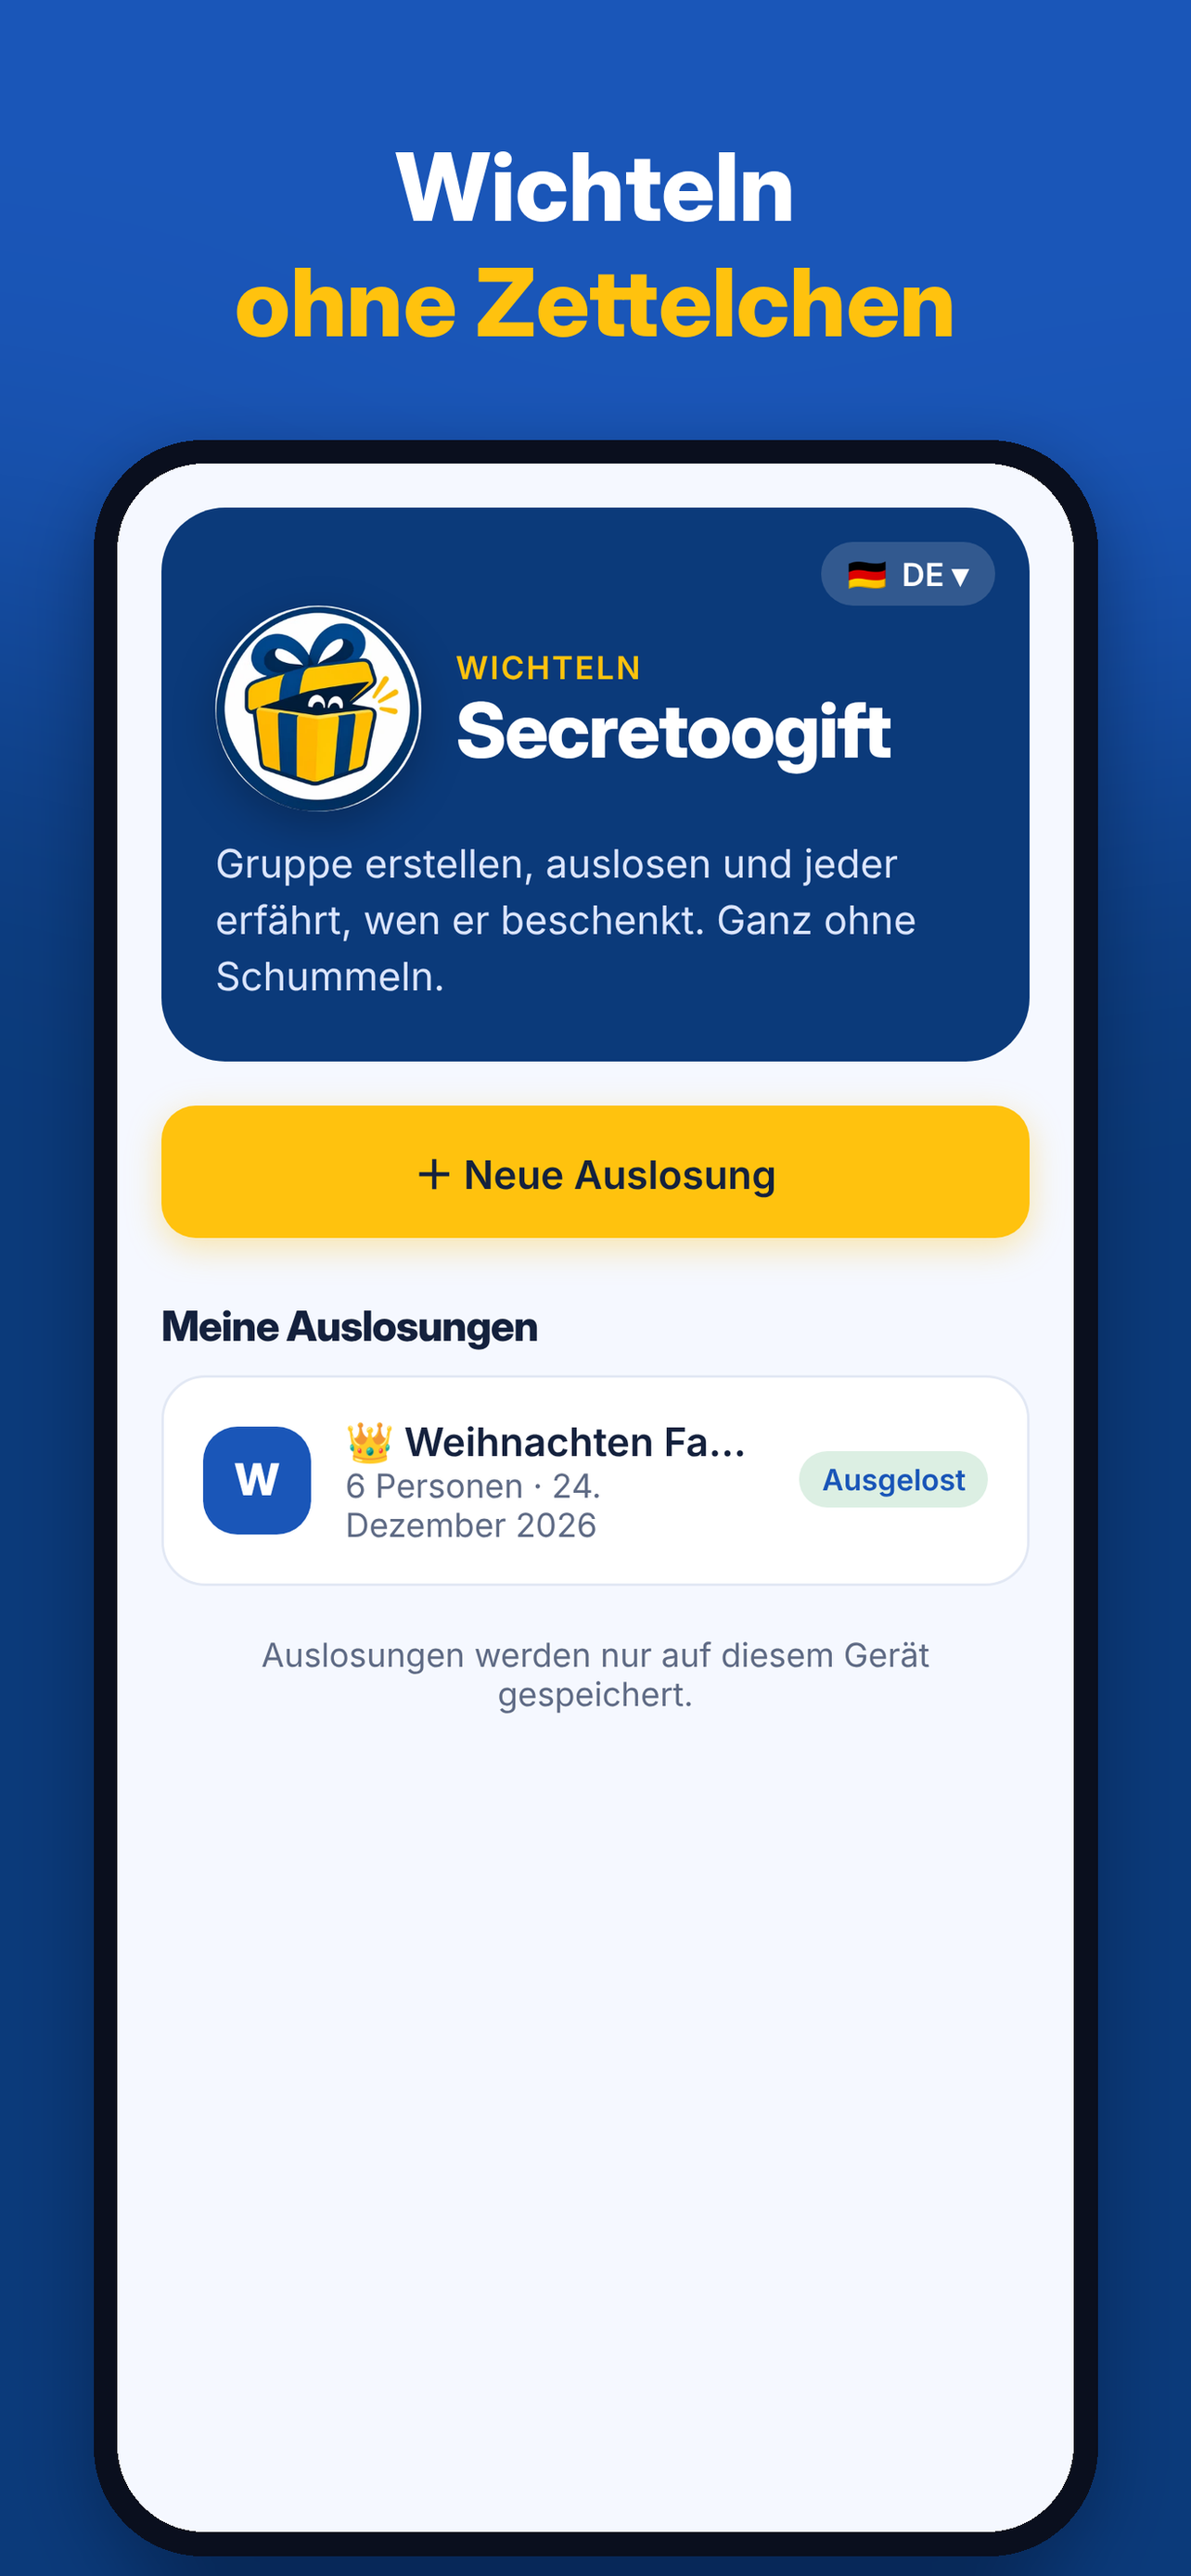 Wichteln
ohne Zettelchen
🇩🇪 DE ▾
WICHTELN
Secretoogift
Gruppe erstellen, auslosen und jeder
erfährt, wen er beschenkt. Ganz ohne
Schummeln.
+ Neue Auslosung
Meine Auslosungen
W
👑 Weihnachten Fa...
6 Personen · 24.
Dezember 2026
Ausgelost
Auslosungen werden nur auf diesem Gerät
gespeichert.